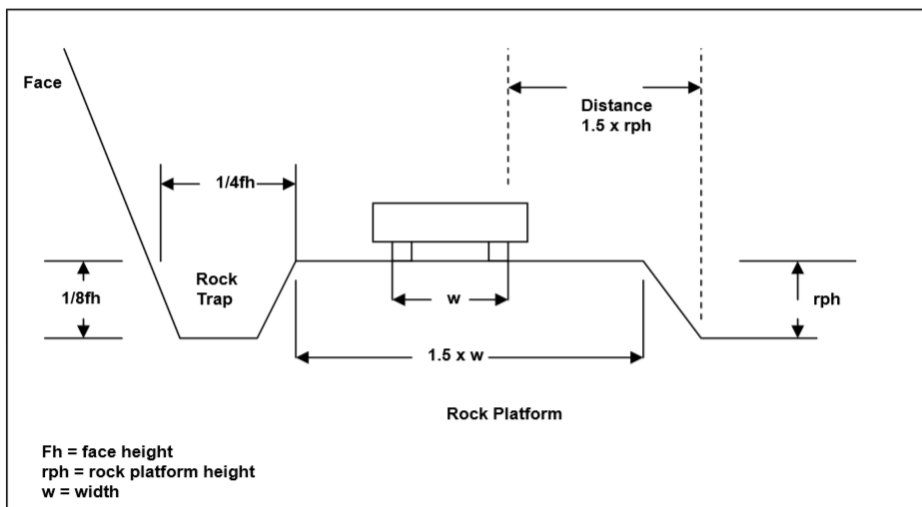 Face
Distance
1.5 x rph
1/4fh
Rock
Trap
1/8fh
w
rph
1.5 x w
Rock Platform
Fh = face height
rph = rock platform height
w = width